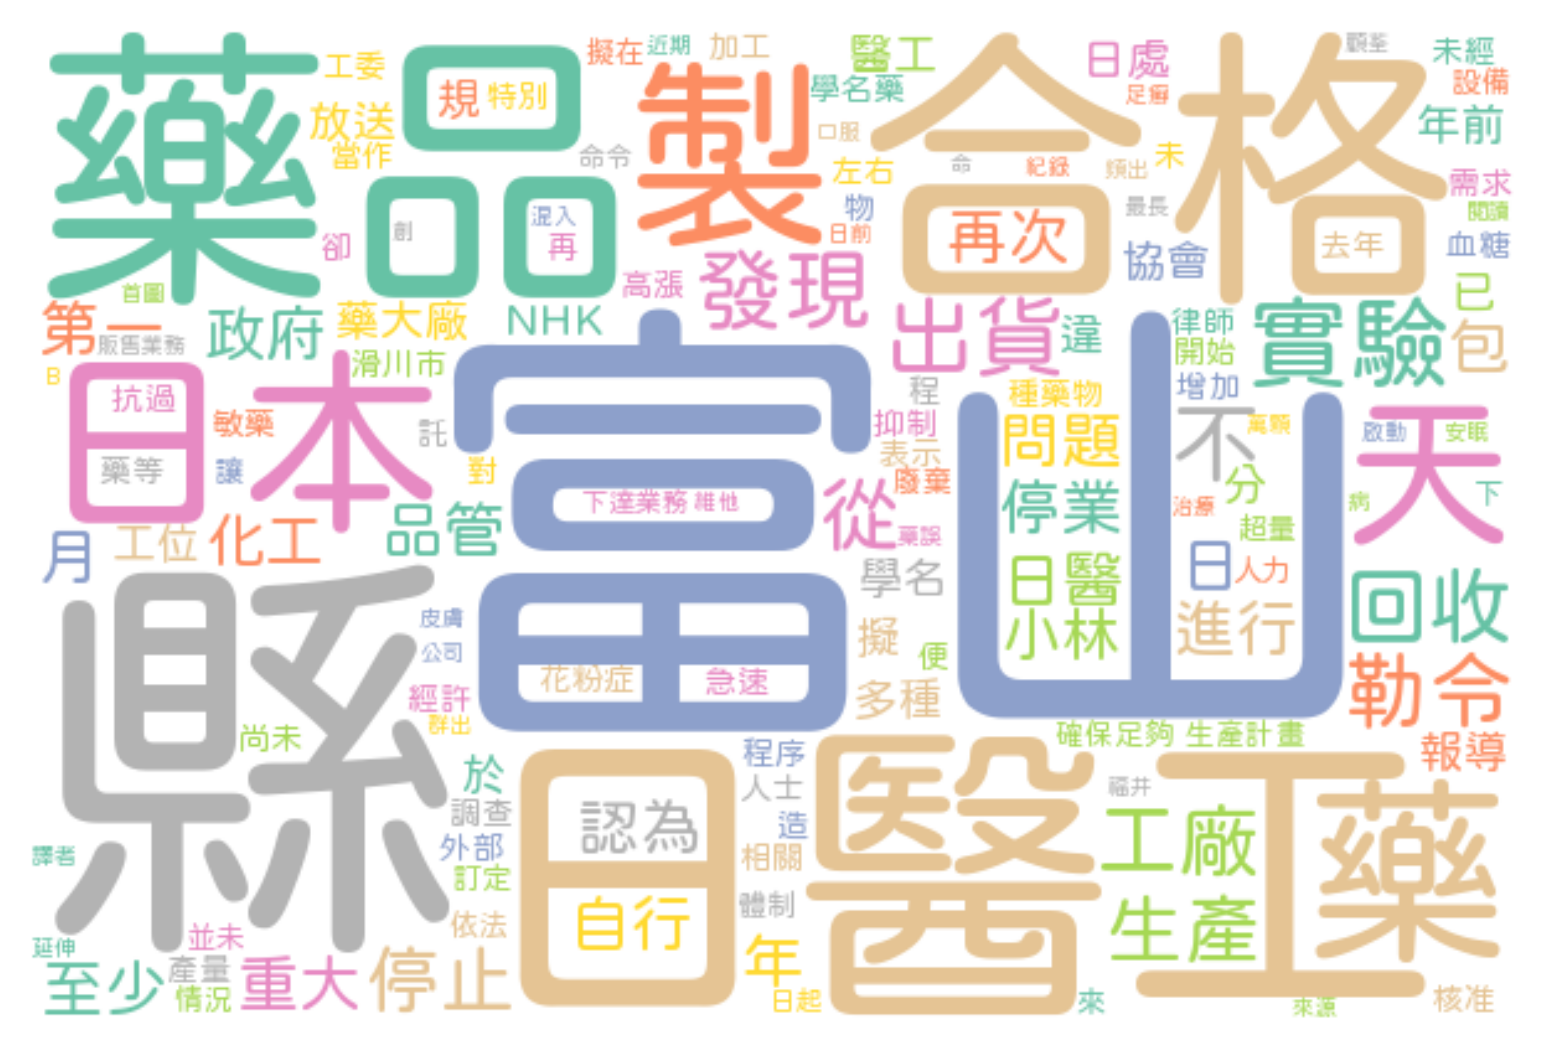 藥品
製
合格
工委
放送
當作
規
特別
擬在
近期
加工
命令
學名藥
醫工
口服
左右
物
日前
命
紀錄
頻出
未
日處
足癬
最長
協會
未經
設備
年前
需求
閱讀
血糖
已
包
去年
再次
創
混入
再
卻
高張
發現
首圖
第一
販售業務
政府
藥大廠
滑川市
NHK
出貨
違
律師
開始
增加
實驗
B
日本
抗過
藥等
敏藥
讓
託
對
富山
下達業務
維他
程
抑制
表示
廢棄
從
藥誤
學名
擬
便
多種
花粉症
急速
種藥物
問題
停業
日醫
小林
不
萬顆
分
治療
超量
日
人力
進行
啟動
安眠
天
病
下
回收
勒令
報導
月
工位
化工
品管
縣
皮膚
公司
經許
群出
尚未
於
調查
外部
訂定
依法
譯者
延伸
並未
至少
產量
情況
重大
停止
日醫工
認為
自行
程序
人士
造
相關
體制
年
日起
來
確保足夠
生產計畫
福井
工廠
生產
藥
來源
核准